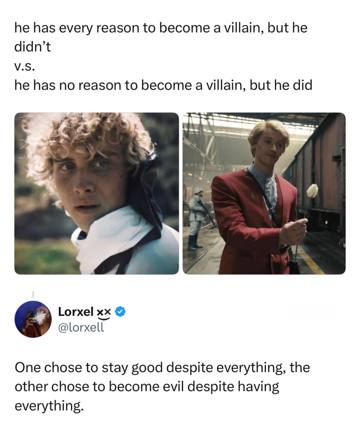 he has every reason to become a villain, but he
didn’t
v.s.
he has no reason to become a villain, but he did
Lorxel ×͜×
@lorxell
One chose to stay good despite everything, the
other chose to become evil despite having
everything.